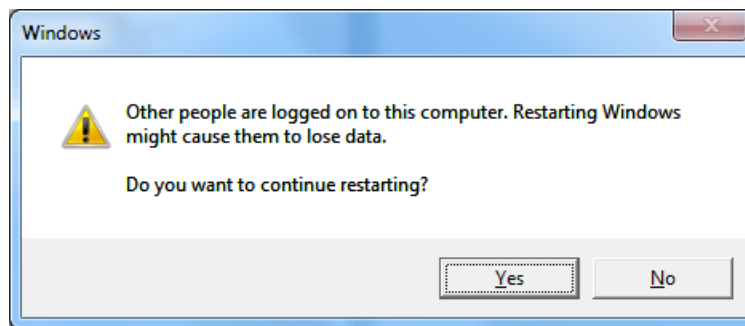 Windows
Other people are logged on to this computer. Restarting Windows
might cause them to lose data.
Do you want to continue restarting?
Yes
No